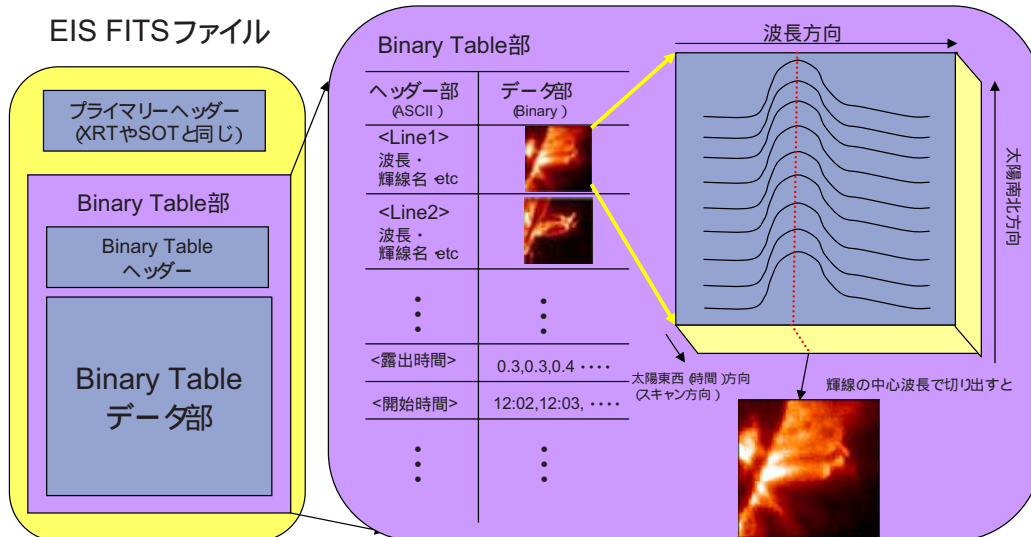 EIS FITSファイル
プライマリーヘッダー
(XRTやSOTと同じ)
Binary Table部
Binary Table
ヘッダー
Binary Table
データ部
Binary Table部
ヘッダー部
(ASCII)
データ部
(Binary)
<Line1>
波長・
輝線名・etc
<Line2>
波長・
輝線名・etc
<露出時間>
0.3,0.3,0.4 ・・・・
<開始時間>
12:02,12:03, ・・・・
波長方向
太陽南北方向
太陽東西(時間)方向
(スキャン方向)
輝線の中心波長で切り出すと